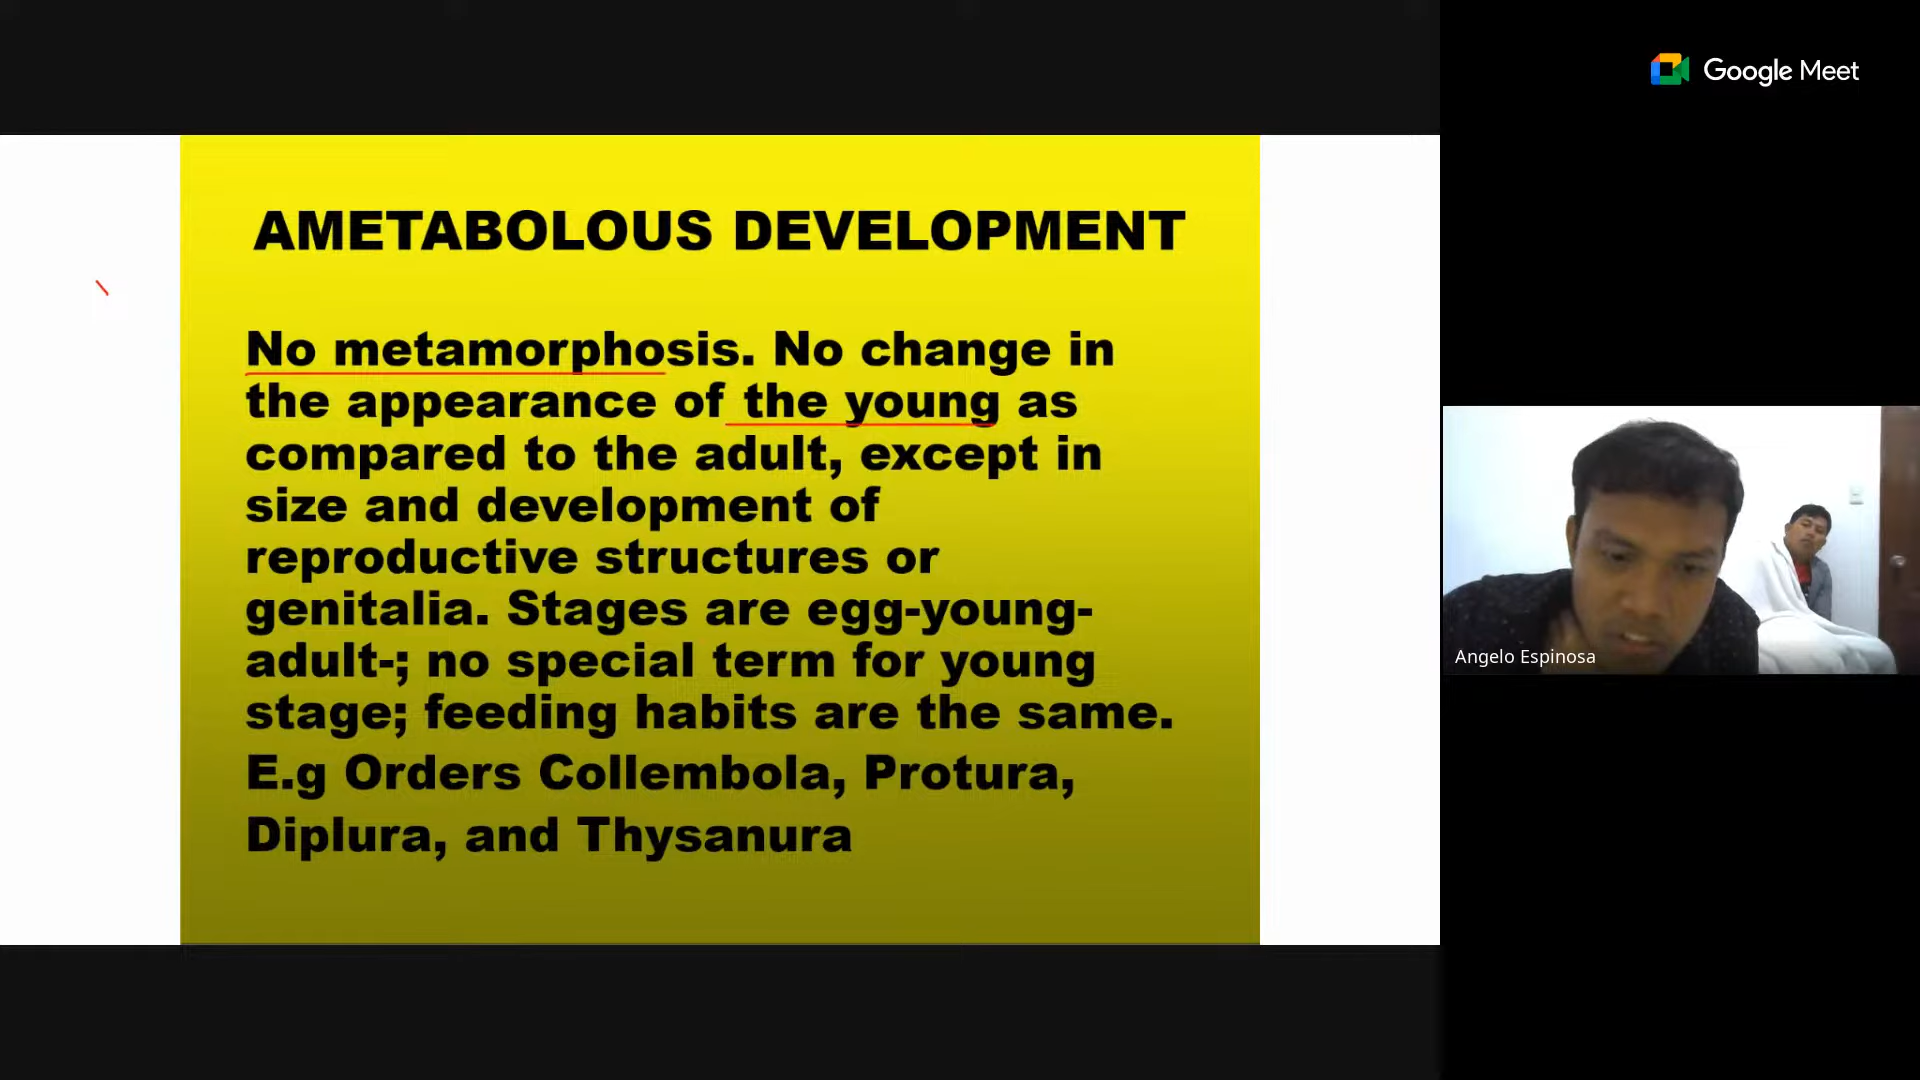 Google Meet
AMETABOLOUS DEVELOPMENT
No metamorphosis. No change in
the appearance of the young as
compared to the adult, except in
size and development of
reproductive structures or
genitalia. Stages are egg-young-
adult-; no special term for young
stage; feeding habits are the same.
E.g Orders Collembola, Protura,
Diplura, and Thysanura
Angelo Espinosa